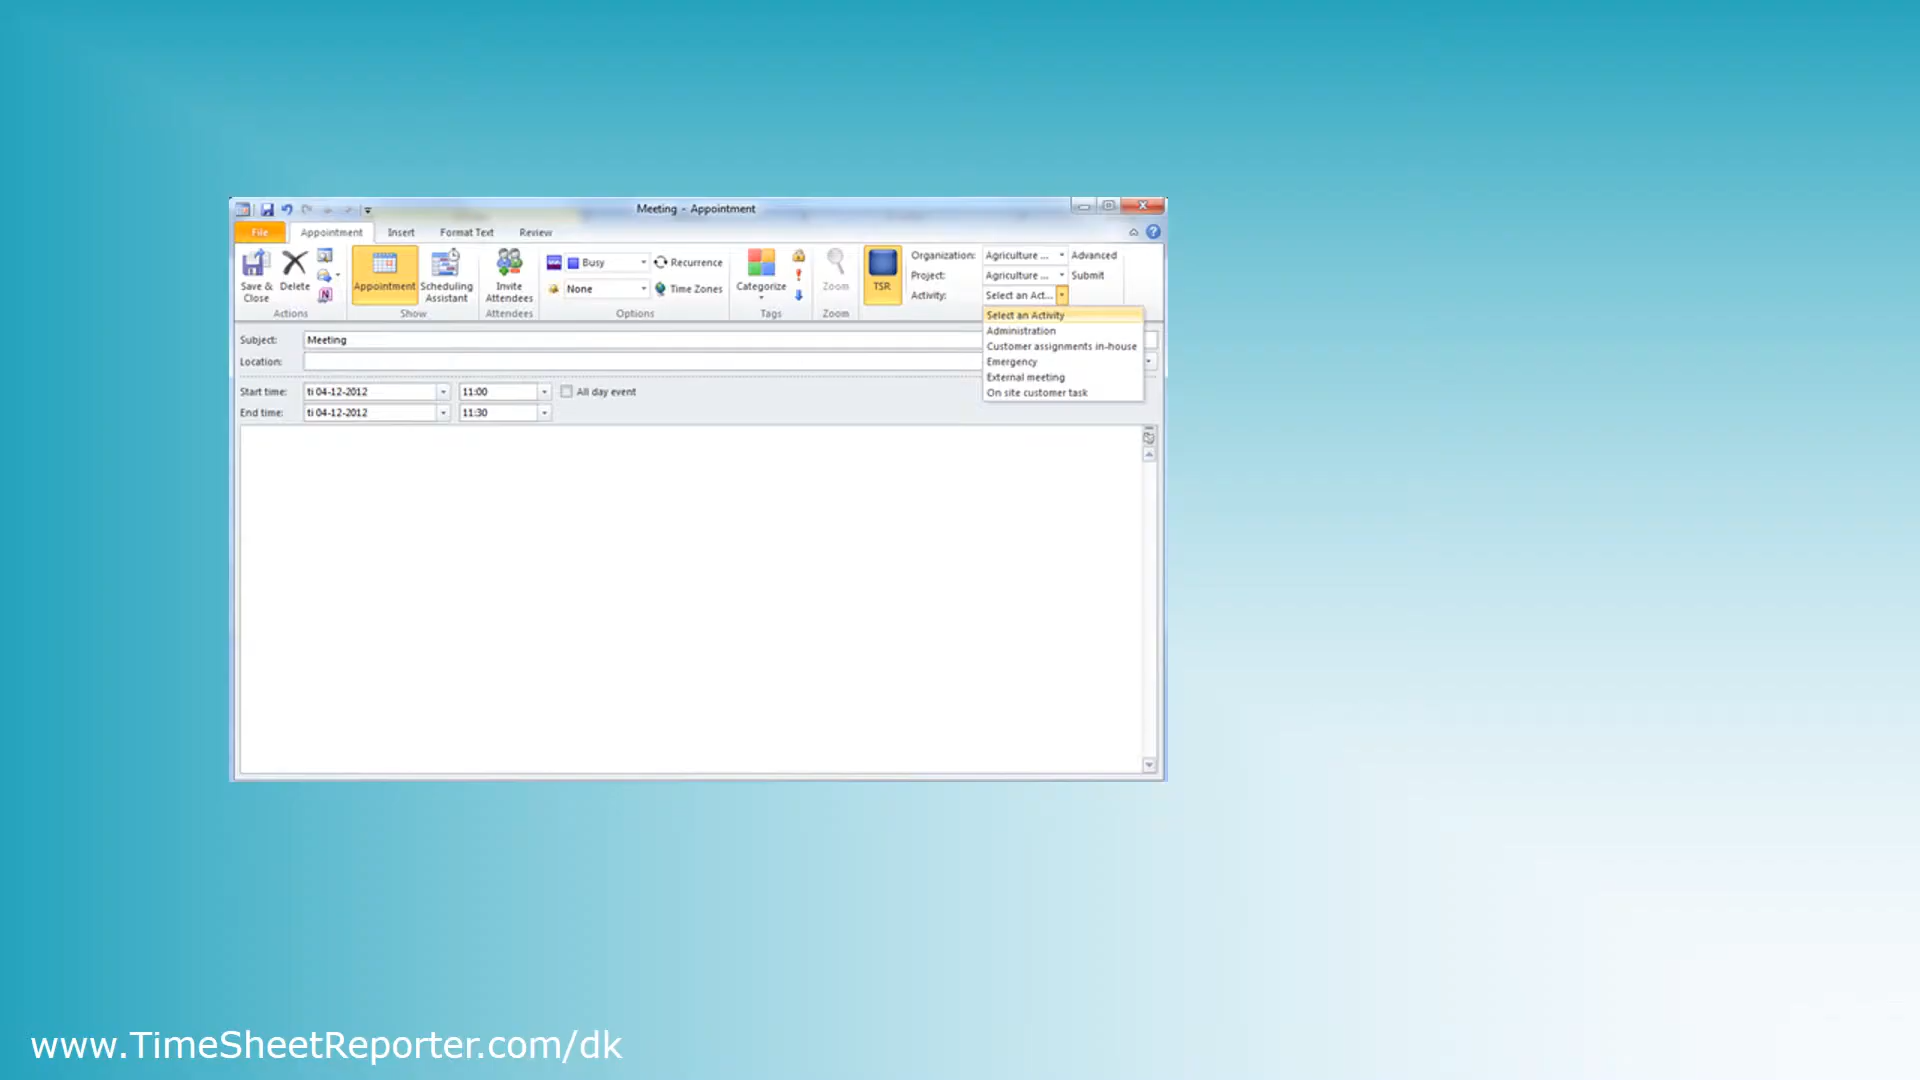 Meeting - Appointment
File Appointment Insert Format Text Review
Save & Close Delete Appointment Scheduling Assistant Invite Attendees Busy Recurrence None Time Zones Categorize Zoom TSR
Organization: Agriculture ... Advanced
Project: Agriculture ... Submit
Activity: Select an Act...
Actions Show Attendees Options Tags Zoom
Select an Activity
Administration
Customer assignments in-house
Emergency
External meeting
On site customer task
Subject: Meeting
Location:
Start time: ti 04-12-2012 11:00 All day event
End time: ti 04-12-2012 11:30
www.TimeSheetReporter.com/dk